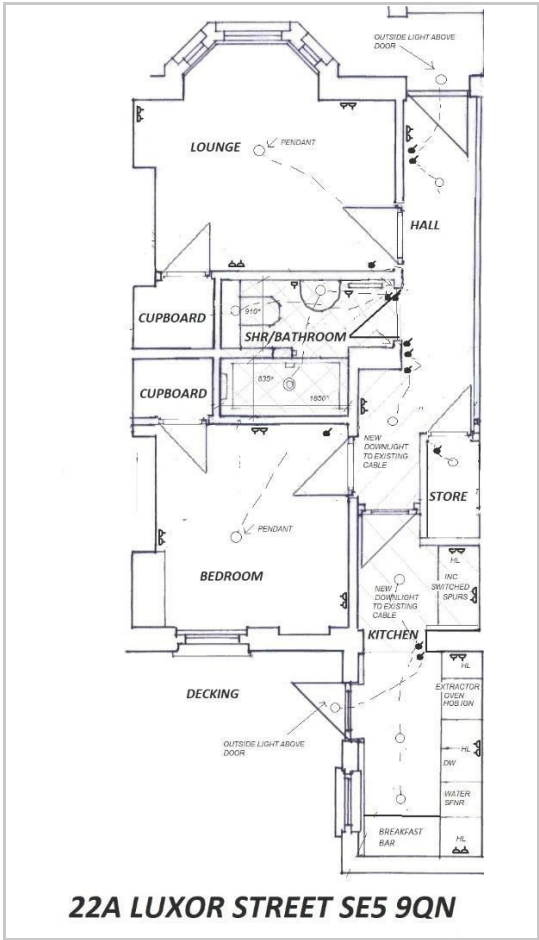 OUTSIDE LIGHT ABOVE
DOOR
LOUNGE
PENDANT
HALL
CUPBOARD
910*
SHR/BATHROOM
CUPBOARD
835*
1850*
NEW
DOWNLIGHT
TO EXISTING
CABLE
STORE
PENDANT
BEDROOM
HL
INC
SWITCHED
SPURS
NEW
DOWNLIGHT
TO EXISTING
CABLE
KITCHEN
HL
DECKING
EXTRACTOR
OVEN
HOB IGN
OUTSIDE LIGHT ABOVE
DOOR
HL
DW
WATER
SFNR
BREAKFAST
BAR
HL
22A LUXOR STREET SE5 9QN